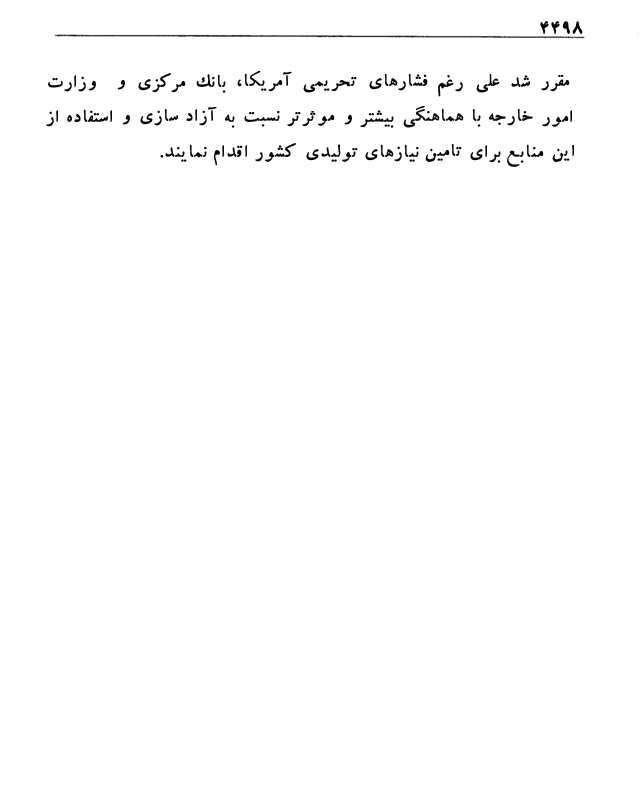 ۴۴۹۸
مقرر شد علی رغم فشارهای تحریمی آمریکا، بانك مرکزی و وزارت
امور خارجه با هماهنگی بیشتر و موثرتر نسبت به آزاد سازی و استفاده از
این منابع برای تامین نیازهای تولیدی کشور اقدام نمایند.